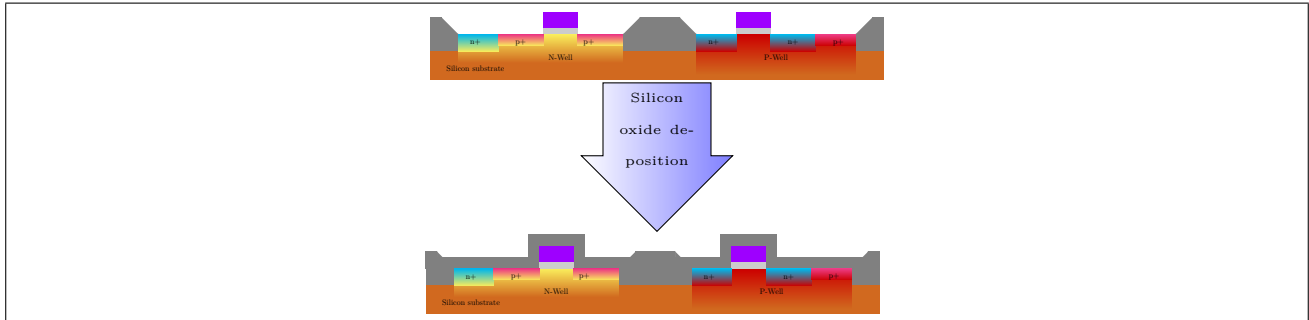 n+ p+ p+ n+ n+ p+
N-Well P-Well
Silicon substrate
Silicon
oxide de-
position
n+ p+ p+ n+ n+ p+
N-Well P-Well
Silicon substrate